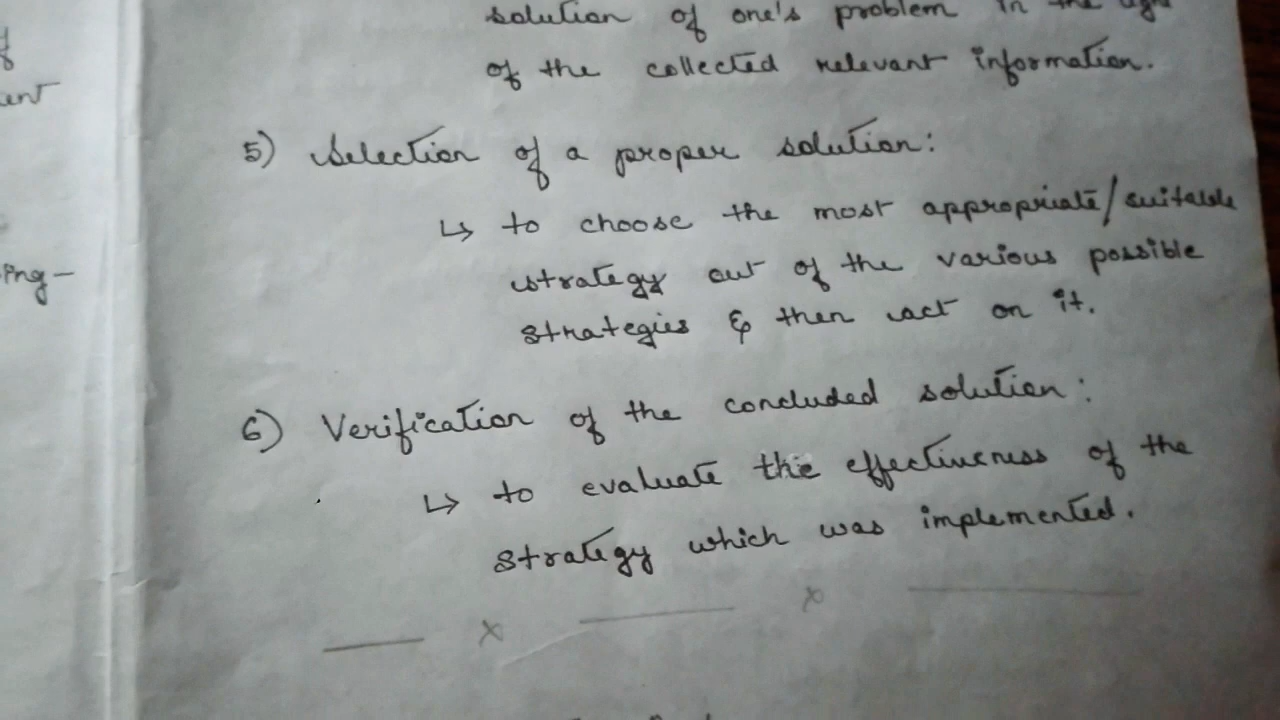 solution of one's problem in the
of the collected relevant information.
5) Selection of a proper solution:
↳ to choose the most appropriate/suitable
strategy out of the various possible
strategies & then act on it.
6) Verification of the concluded solution:
↳ to evaluate the effectiveness of the
strategy which was implemented.
x x